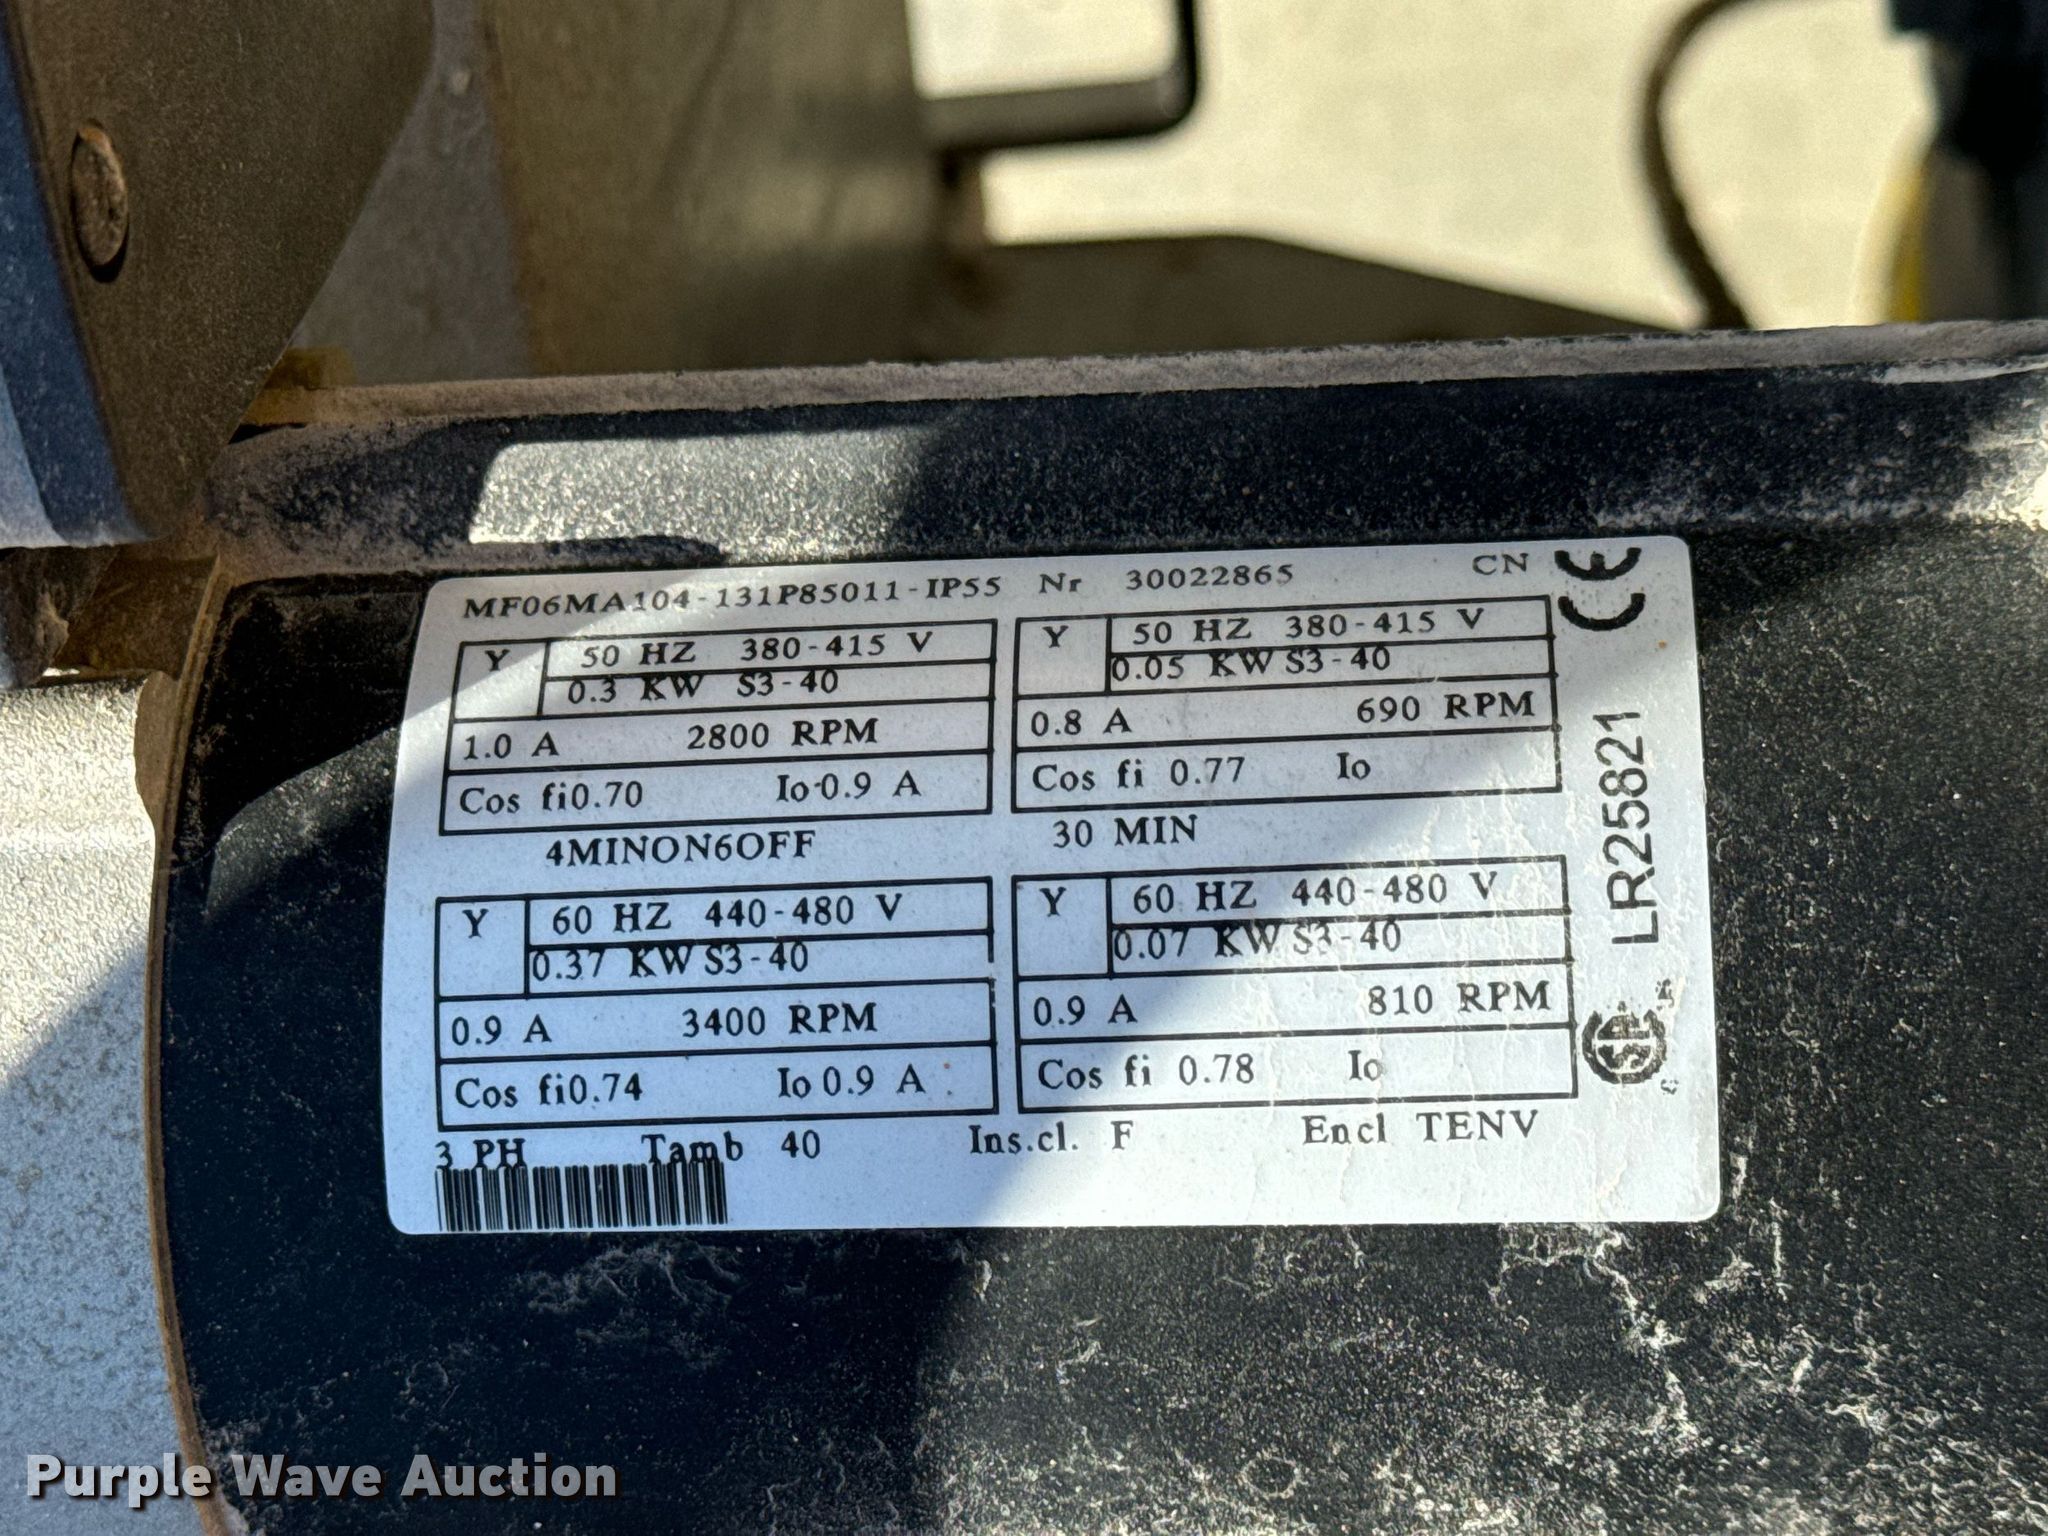 MF06MA104-131P85011-IP55 Nr 30022865 CN CE
Y 50 HZ 380-415 V
0.3 KW S3-40
1.0 A 2800 RPM
Cos fi0.70 Io 0.9 A
4MINON6OFF
Y 50 HZ 380-415 V
0.05 KW S3-40
0.8 A 690 RPM
Cos fi 0.77 Io
30 MIN
Y 60 HZ 440-480 V
0.37 KW S3-40
0.9 A 3400 RPM
Cos fi0.74 Io 0.9 A
Y 60 HZ 440-480 V
0.07 KW S3-40
0.9 A 810 RPM
Cos fi 0.78 Io
3 PH Tamb 40 Ins.cl. F Encl TENV
LR25821
Purple Wave Auction